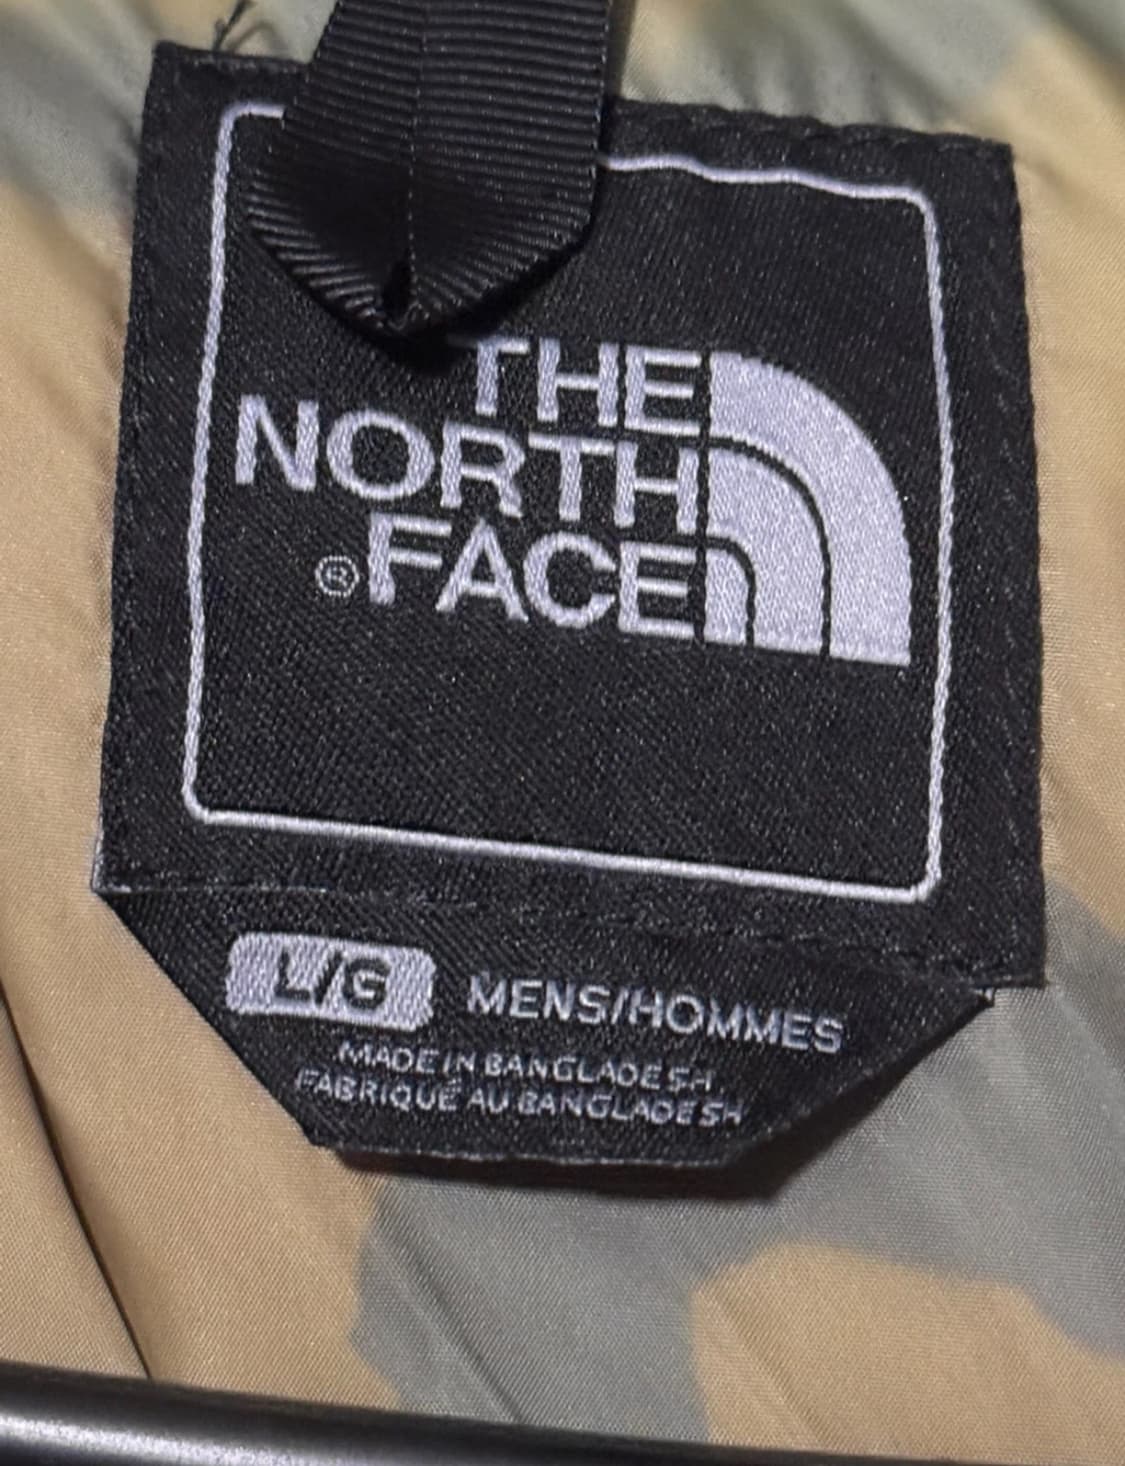 THE
NORTH
®FACE
L/G MENS/HOMMES
MADE IN BANGLADESH
FABRIQUÉ AU BANGLADESH